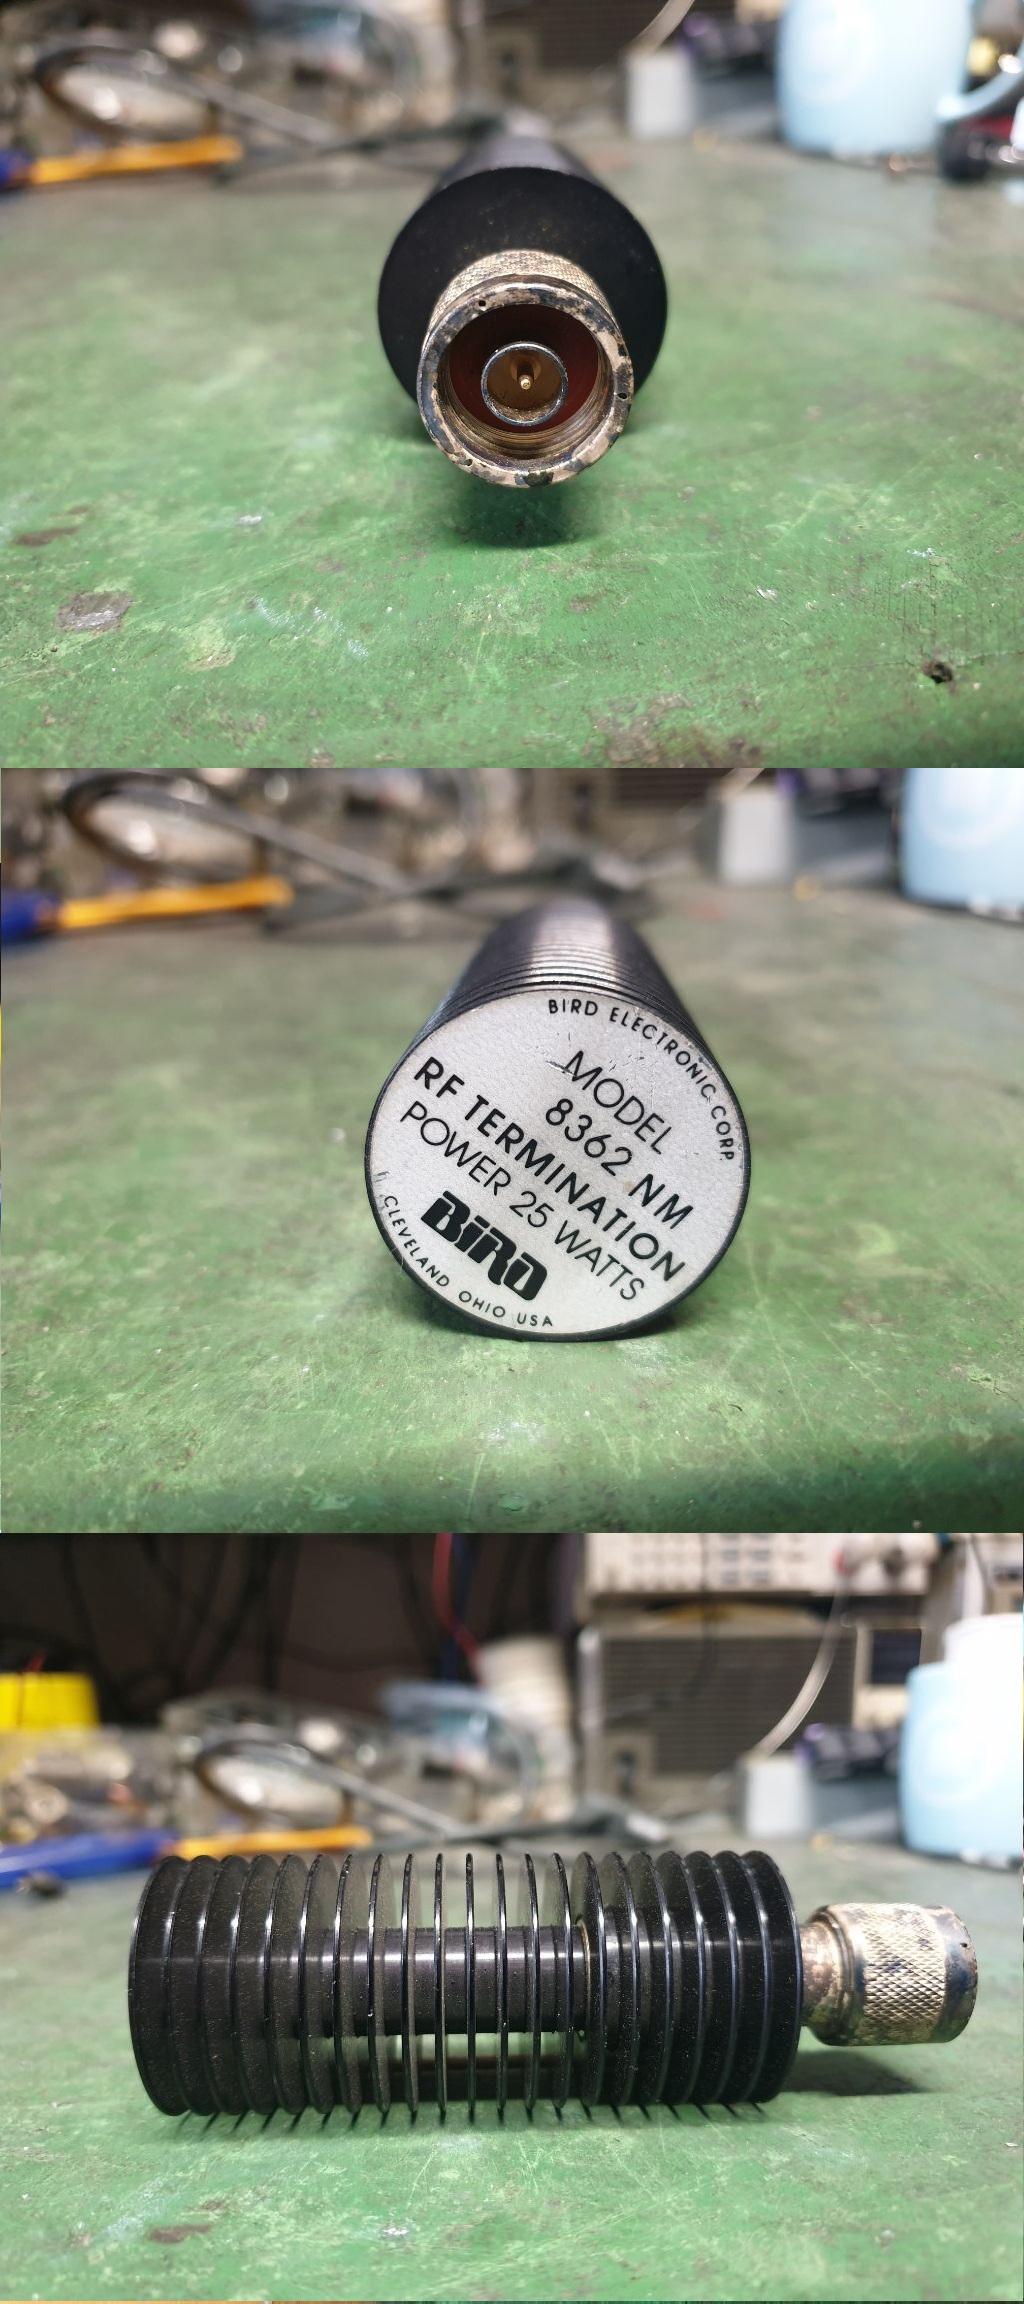 BIRD ELECTRONIC CORP.
MODEL
8362 NM
RF TERMINATION
POWER 25 WATTS
BIRD
CLEVELAND OHIO USA